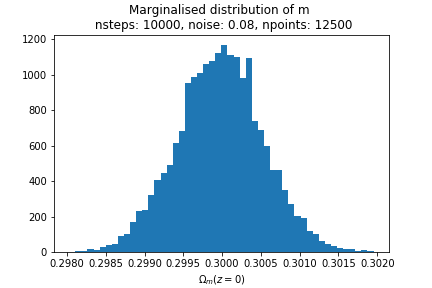 Marginalised distribution of m
nsteps: 10000, noise: 0.08, npoints: 12500
1200
1000
800
600
400
200
0
0.2980 0.2985 0.2990 0.2995 0.3000 0.3005 0.3010 0.3015 0.3020
Ωm(z = 0)